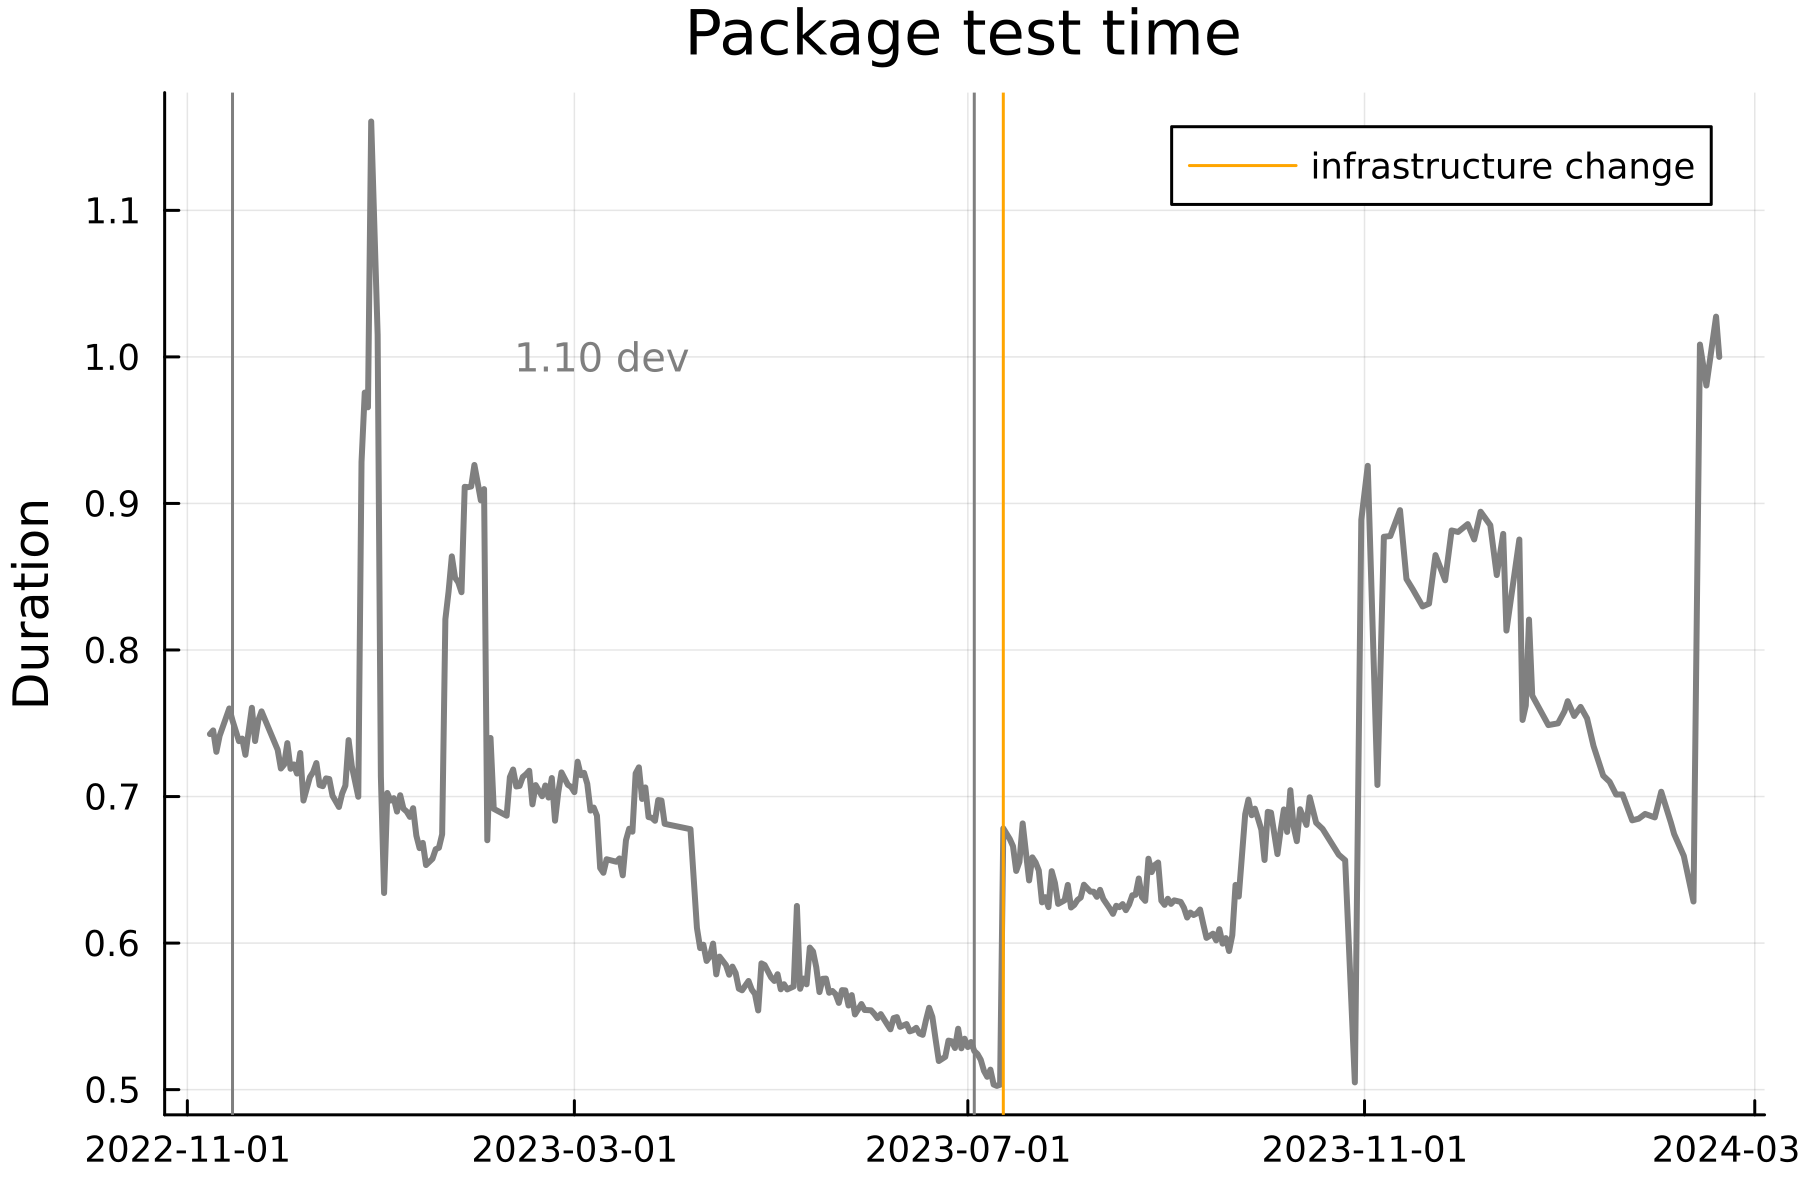 Package test time
infrastructure change
1.1
1.0
1.10 dev
0.9
Duration
0.8
0.7
0.6
0.5
2022-11-01 2023-03-01 2023-07-01 2023-11-01 2024-03